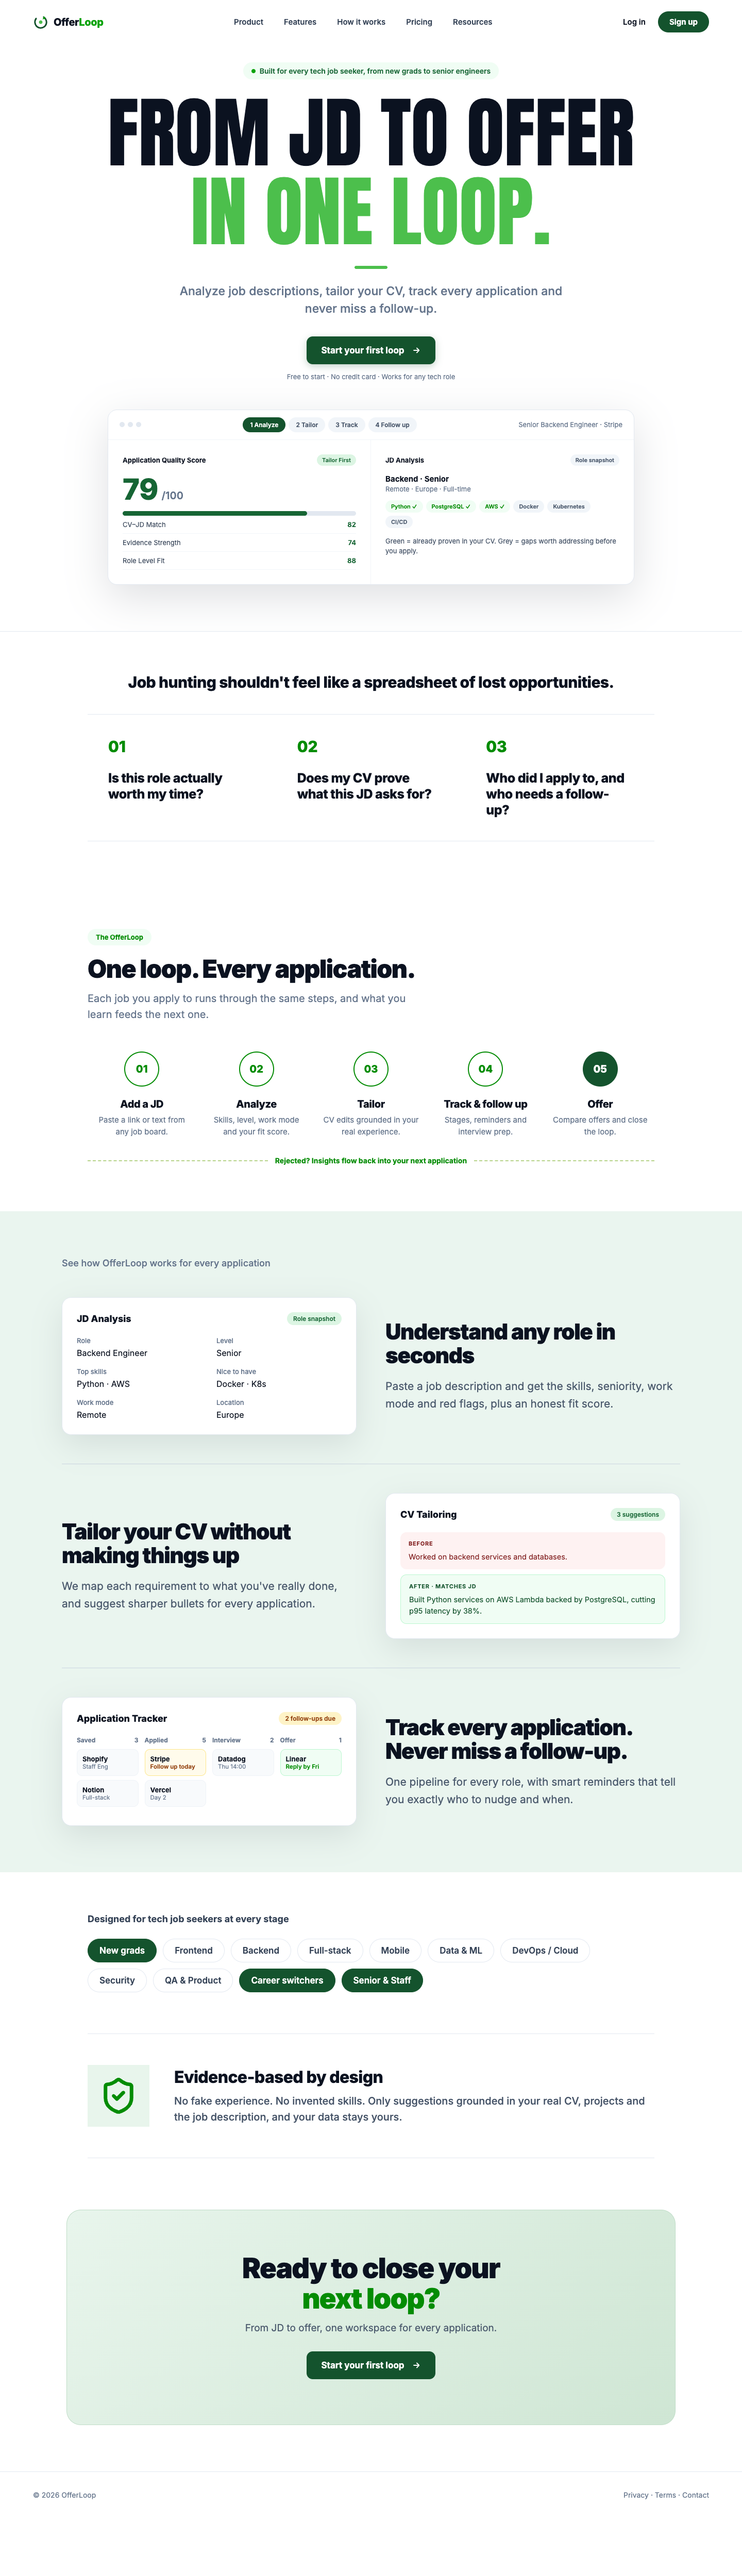 OfferLoop
Product Features How it works Pricing Resources
Log in Sign up
Built for every tech job seeker, from new grads to senior engineers
FROM JD TO OFFER
IN ONE LOOP.
Analyze job descriptions, tailor your CV, track every application and
never miss a follow-up.
Start your first loop →
Free to start · No credit card · Works for any tech role
1 Analyze 2 Tailor 3 Track 4 Follow up
Senior Backend Engineer · Stripe
Application Quality Score Tailor First
79 /100
CV–JD Match 82
Evidence Strength 74
Role Level Fit 88
JD Analysis Role snapshot
Backend · Senior
Remote · Europe · Full-time
Python ✓ PostgreSQL ✓ AWS ✓ Docker Kubernetes
CI/CD
Green = already proven in your CV. Grey = gaps worth addressing before
you apply.
Job hunting shouldn't feel like a spreadsheet of lost opportunities.
01
Is this role actually
worth my time?
02
Does my CV prove
what this JD asks for?
03
Who did I apply to, and
who needs a follow-
up?
The OfferLoop
One loop. Every application.
Each job you apply to runs through the same steps, and what you
learn feeds the next one.
01
Add a JD
Paste a link or text from
any job board.
02
Analyze
Skills, level, work mode
and your fit score.
03
Tailor
CV edits grounded in your
real experience.
04
Track & follow up
Stages, reminders and
interview prep.
05
Offer
Compare offers and close
the loop.
Rejected? Insights flow back into your next application
See how OfferLoop works for every application
JD Analysis Role snapshot
Role Level
Backend Engineer Senior
Top skills Nice to have
Python · AWS Docker · K8s
Work mode Location
Remote Europe
Understand any role in
seconds
Paste a job description and get the skills, seniority, work
mode and red flags, plus an honest fit score.
Tailor your CV without
making things up
We map each requirement to what you've really done,
and suggest sharper bullets for every application.
CV Tailoring 3 suggestions
BEFORE
Worked on backend services and databases.
AFTER · MATCHES JD
Built Python services on AWS Lambda backed by PostgreSQL, cutting
p95 latency by 38%.
Application Tracker 2 follow-ups due
Saved 3 Applied 5 Interview 2 Offer 1
Shopify Stripe Datadog Linear
Staff Eng Follow up today Thu 14:00 Reply by Fri
Notion Vercel
Full-stack Day 2
Track every application.
Never miss a follow-up.
One pipeline for every role, with smart reminders that tell
you exactly who to nudge and when.
Designed for tech job seekers at every stage
New grads Frontend Backend Full-stack Mobile Data & ML DevOps / Cloud
Security QA & Product Career switchers Senior & Staff
Evidence-based by design
No fake experience. No invented skills. Only suggestions grounded in your real CV, projects and
the job description, and your data stays yours.
Ready to close your
next loop?
From JD to offer, one workspace for every application.
Start your first loop →
© 2026 OfferLoop
Privacy · Terms · Contact